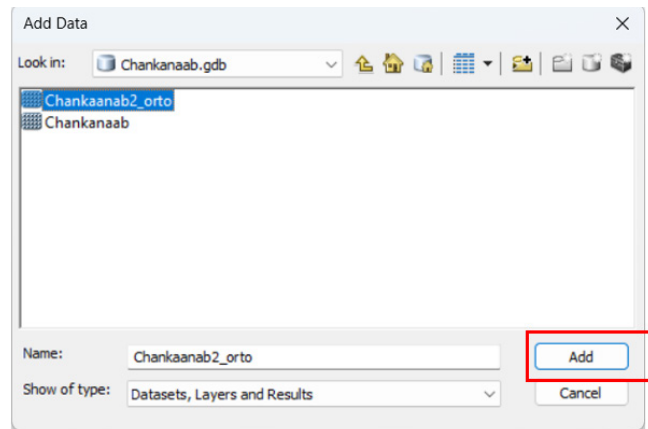 Add Data
Look in: Chankanaab.gdb
Chankaanab2_orto
Chankanaab
Name: Chankaanab2_orto
Add
Show of type: Datasets, Layers and Results
Cancel